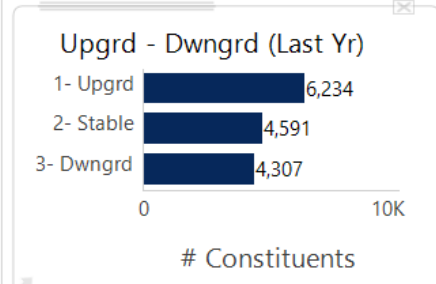 Upgrd - Dwngrd (Last Yr)
1- Upgrd 6,234
2- Stable 4,591
3- Dwngrd 4,307
0 10K
# Constituents